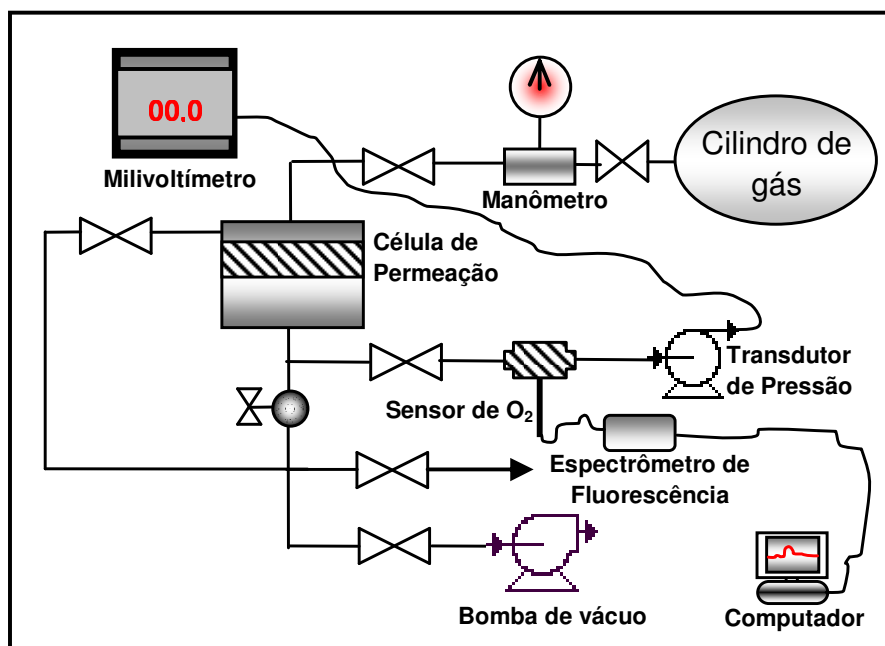 00.0
Milivoltímetro
Manômetro
Cilindro de
gás
Célula de
Permeação
Transdutor
de Pressão
Sensor de O₂
Espectrômetro de
Fluorescência
Bomba de vácuo
Computador